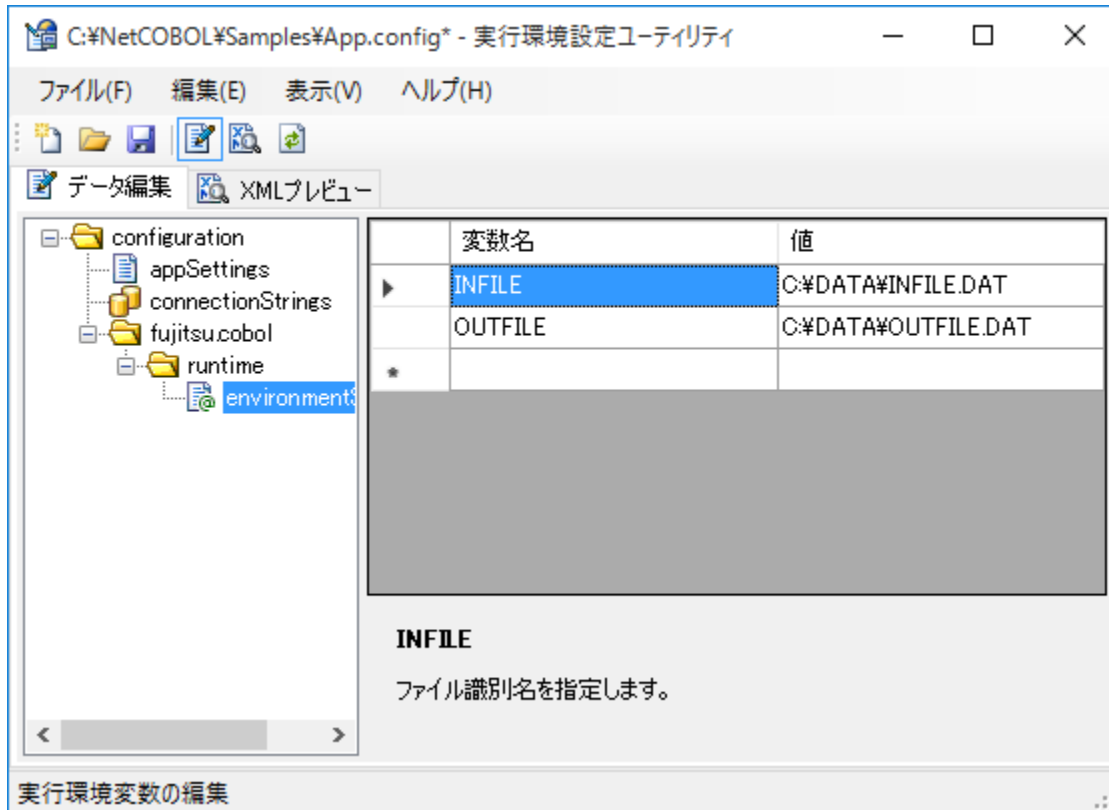 C:¥NetCOBOL¥Samples¥App.config* - 実行環境設定ユーティリティ
ファイル(F) 編集(E) 表示(V) ヘルプ(H)
データ編集 XMLプレビュー
configuration
appSettings
connectionStrings
fujitsu.cobol
runtime
environmentS
変数名 値
INFILE C:¥DATA¥INFILE.DAT
OUTFILE C:¥DATA¥OUTFILE.DAT
INFILE
ファイル識別名を指定します。
実行環境変数の編集